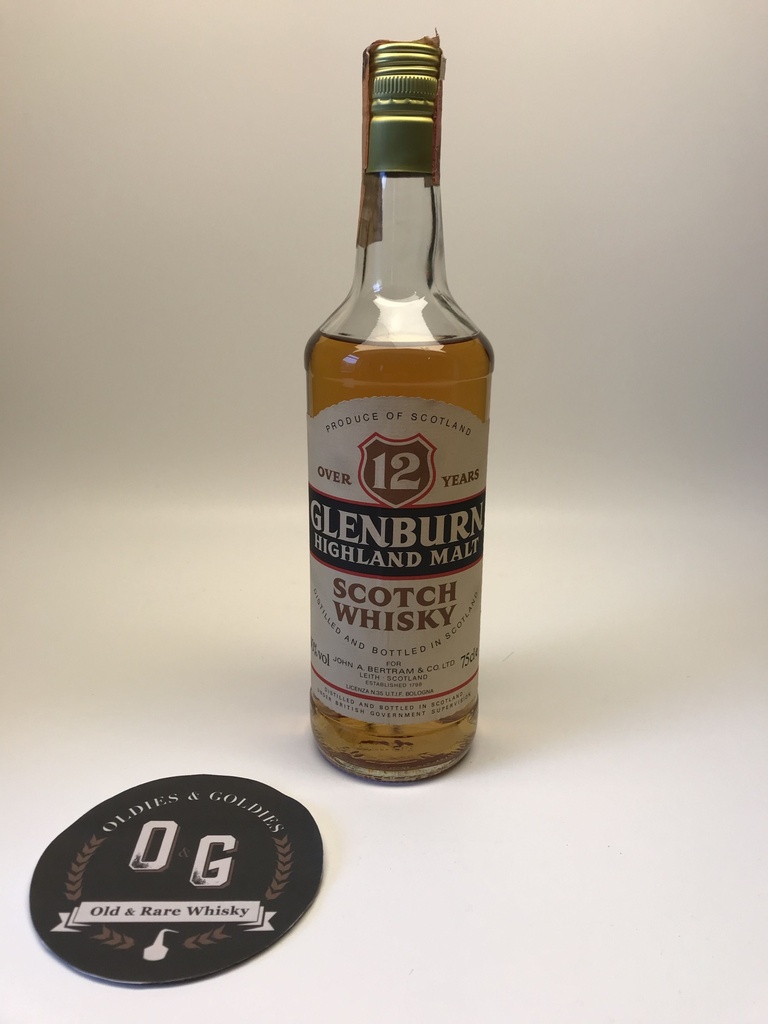 PRODUCE OF SCOTLAND
OVER 12 YEARS
GLENBURN
HIGHLAND MALT
SCOTCH
WHISKY
DISTILLED AND BOTTLED IN SCOTLAND
FOR
JOHN A. BERTRAM & CO. LTD. 75cl
LEITH · SCOTLAND
ESTABLISHED 1798
LICENZA N.35 U.T.I.F. BOLOGNA
DISTILLED AND BOTTLED IN SCOTLAND
UNDER BRITISH GOVERNMENT SUPERVISION
OLDIES & GOLDIES
O & G
Old & Rare Whisky